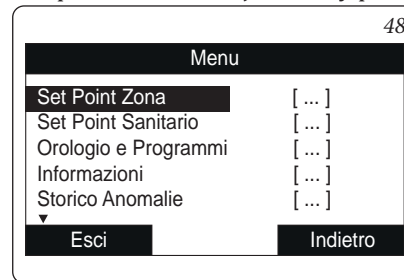 48
Menu
Set Point Zona [ ... ]
Set Point Sanitario [ ... ]
Orologio e Programmi [ ... ]
Informazioni [ ... ]
Storico Anomalie [ ... ]
Esci Indietro